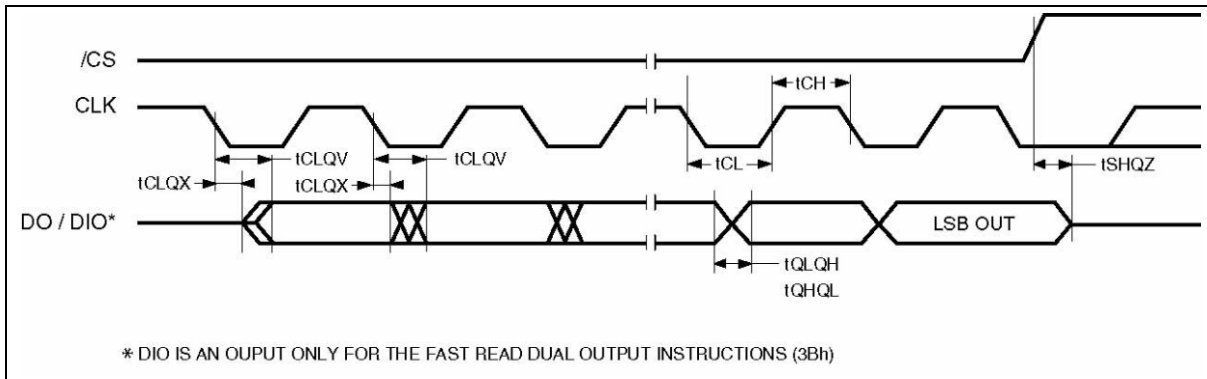 /CS
CLK
tCH
tCLQV
tCLQV
tCL
tSHQZ
tCLQX
tCLQX
DO / DIO*
LSB OUT
tQLQH
tQHQL
* DIO IS AN OUPUT ONLY FOR THE FAST READ DUAL OUTPUT INSTRUCTIONS (3Bh)